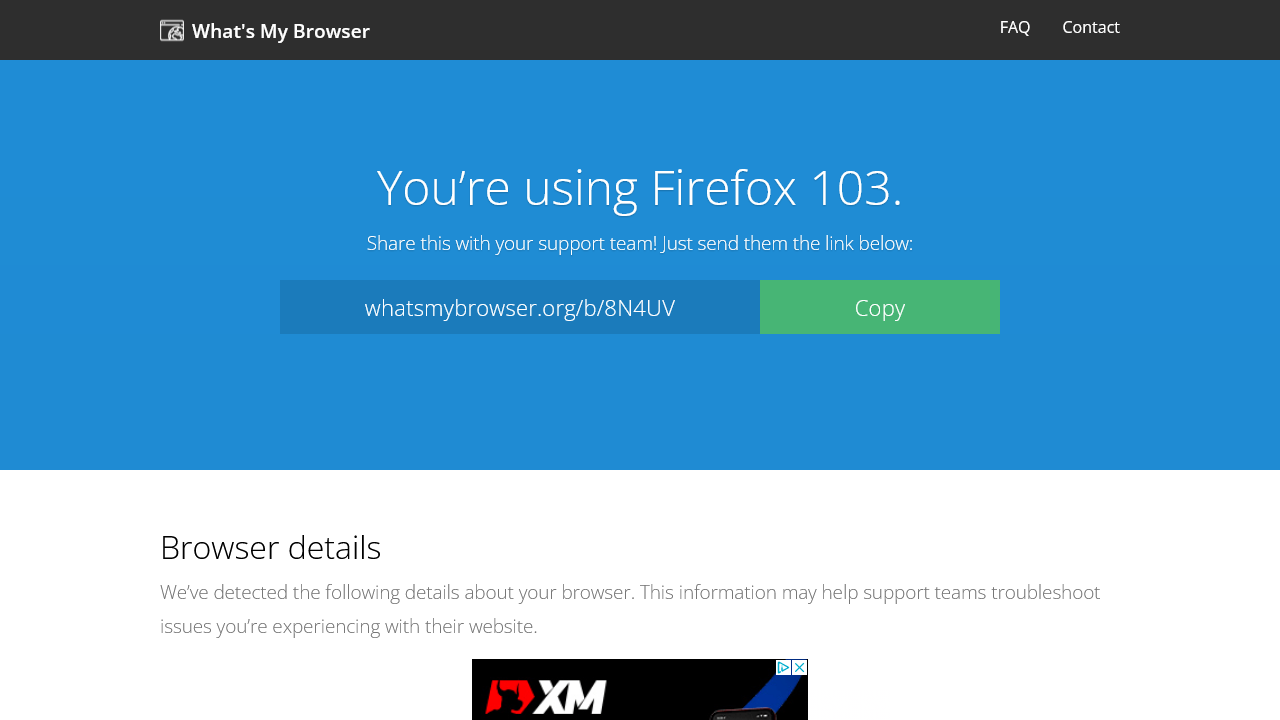 What's My Browser
FAQ
Contact
You’re using Firefox 103.
Share this with your support team! Just send them the link below:
whatsmybrowser.org/b/8N4UV
Copy
Browser details
We’ve detected the following details about your browser. This information may help support teams troubleshoot
issues you’re experiencing with their website.
XM